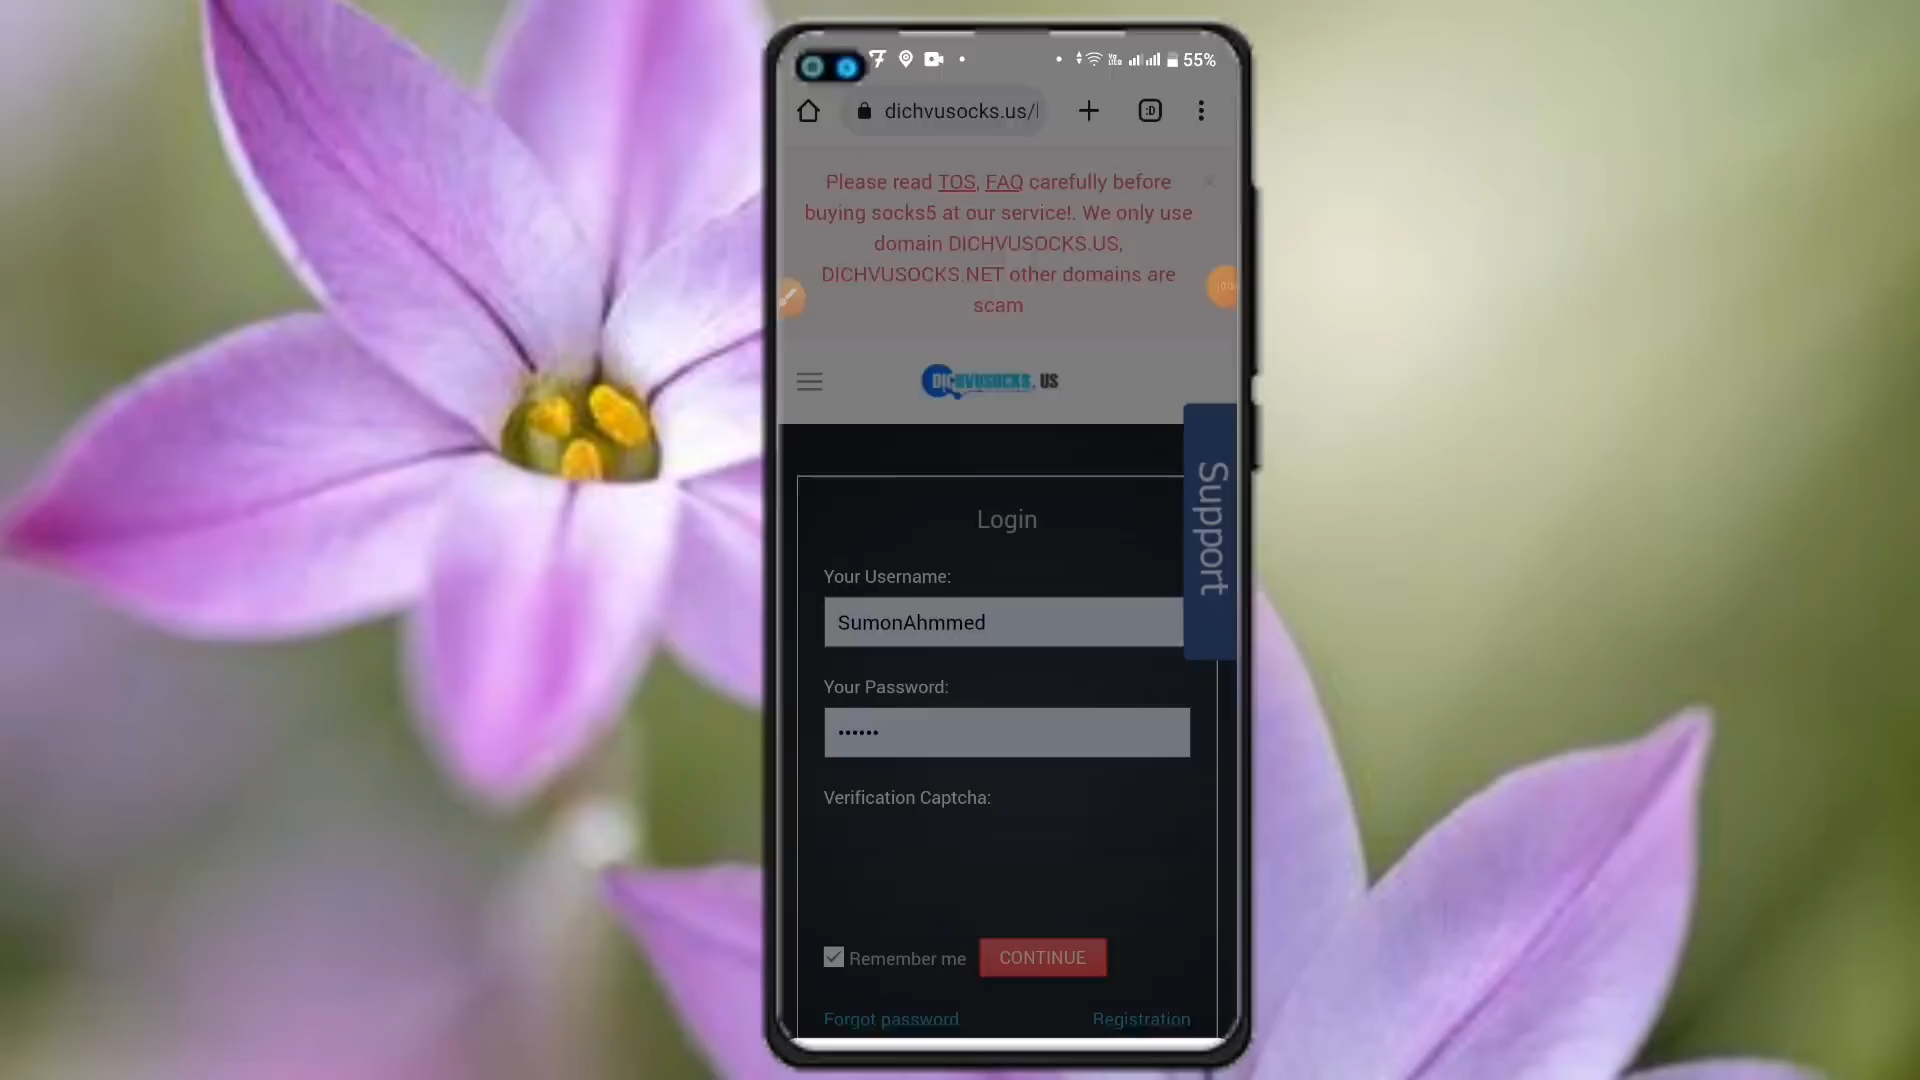 55%
dichvusocks.us/
Please read TOS, FAQ carefully before
buying socks5 at our service!. We only use
domain DICHVUSOCKS.US,
DICHVUSOCKS.NET other domains are
scam
DICHVUSOCKS.US
Login
Support
Your Username:
SumonAhmmed
Your Password:
••••••
Verification Captcha:
Remember me
CONTINUE
Forgot password
Registration